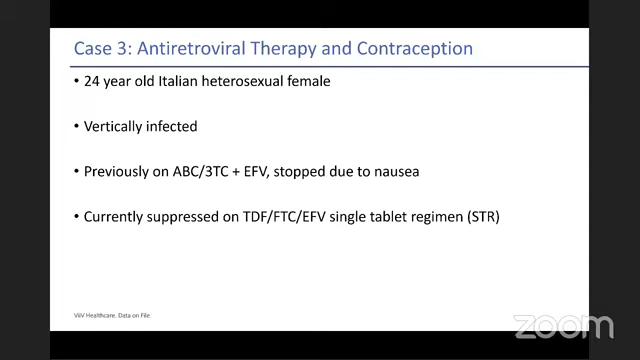 Case 3: Antiretroviral Therapy and Contraception
• 24 year old Italian heterosexual female
• Vertically infected
• Previously on ABC/3TC + EFV, stopped due to nausea
• Currently suppressed on TDF/FTC/EFV single tablet regimen (STR)
ViiV Healthcare. Data on File
zoom